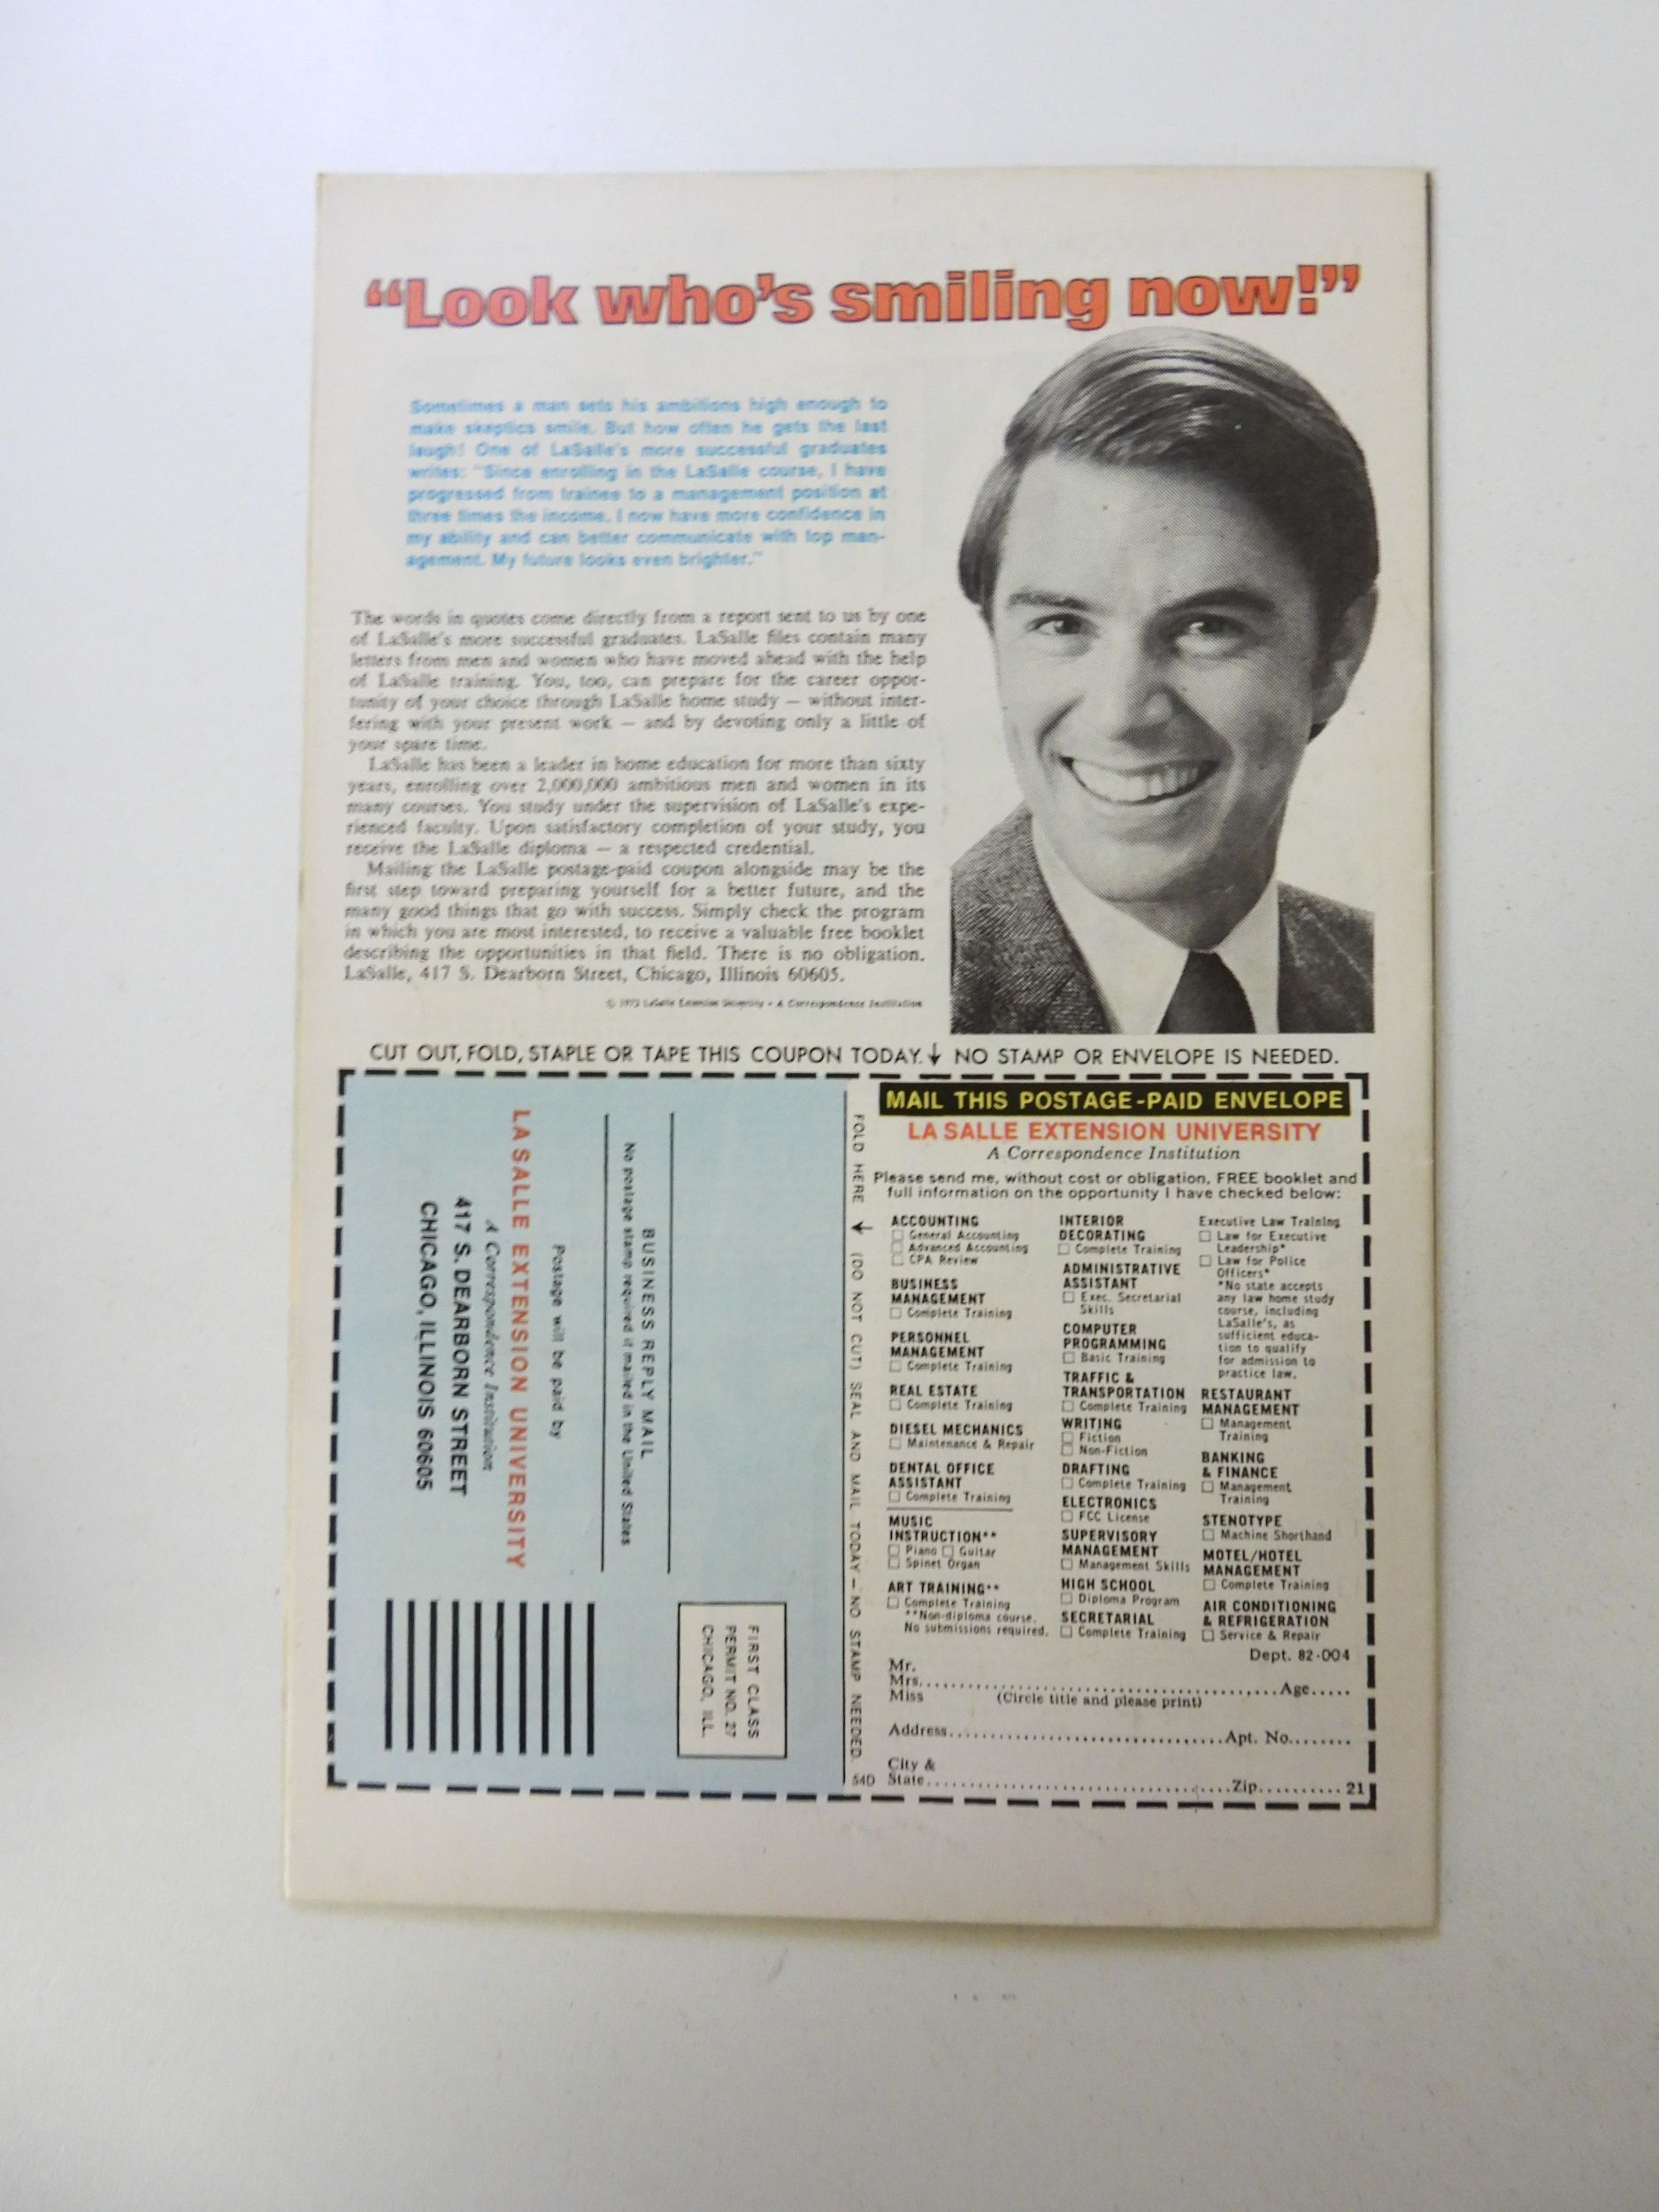 “Look who’s smiling now!”
Sometimes a man sets his ambitions high enough to
make skeptics smile. But how often he gets the last
laugh! One of LaSalle's more successful graduates
writes: "Since enrolling in the LaSalle course, I have
progressed from trainee to a management position at
three times the income. I now have more confidence in
my ability and can better communicate with top man-
agement. My future looks even brighter."
The words in quotes come directly from a report sent to us by one
of LaSalle's more successful graduates. LaSalle files contain many
letters from men and women who have moved ahead with the help
of LaSalle training. You, too, can prepare for the career oppor-
tunity of your choice through LaSalle home study — without inter-
fering with your present work — and by devoting only a little of
your spare time.
LaSalle has been a leader in home education for more than sixty
years, enrolling over 2,000,000 ambitious men and women in its
many courses. You study under the supervision of LaSalle's expe-
rienced faculty. Upon satisfactory completion of your study, you
receive the LaSalle diploma — a respected credential.
Mailing the LaSalle postage-paid coupon alongside may be the
first step toward preparing yourself for a better future, and the
many good things that go with success. Simply check the program
in which you are most interested, to receive a valuable free booklet
describing the opportunities in that field. There is no obligation.
LaSalle, 417 S. Dearborn Street, Chicago, Illinois 60605.
LaSalle Extension University • A Correspondence Institution
CUT OUT, FOLD, STAPLE OR TAPE THIS COUPON TODAY. ↓ NO STAMP OR ENVELOPE IS NEEDED.
FIRST CLASS
PERMIT NO. 27
CHICAGO, ILL.
BUSINESS REPLY MAIL
No postage stamp required if mailed in the United States
Postage will be paid by
LA SALLE EXTENSION UNIVERSITY
A Correspondence Institution
417 S. DEARBORN STREET
CHICAGO, ILLINOIS 60605
FOLD HERE ↓ (DO NOT CUT) SEAL AND MAIL TODAY — NO STAMP NEEDED.
54D
MAIL THIS POSTAGE-PAID ENVELOPE
LA SALLE EXTENSION UNIVERSITY
A Correspondence Institution
Please send me, without cost or obligation, FREE booklet and
full information on the opportunity I have checked below:
ACCOUNTING
☐ General Accounting
☐ Advanced Accounting
☐ CPA Review
BUSINESS
MANAGEMENT
☐ Complete Training
PERSONNEL
MANAGEMENT
☐ Complete Training
REAL ESTATE
☐ Complete Training
DIESEL MECHANICS
☐ Maintenance & Repair
DENTAL OFFICE
ASSISTANT
☐ Complete Training
MUSIC
INSTRUCTION**
☐ Piano ☐ Guitar
☐ Spinet Organ
ART TRAINING**
☐ Complete Training
**Non-diploma course.
No submissions required.
INTERIOR
DECORATING
☐ Complete Training
ADMINISTRATIVE
ASSISTANT
☐ Exec. Secretarial
Skills
COMPUTER
PROGRAMMING
☐ Basic Training
TRAFFIC &
TRANSPORTATION
☐ Complete Training
WRITING
☐ Fiction
☐ Non-Fiction
DRAFTING
☐ Complete Training
ELECTRONICS
☐ FCC License
SUPERVISORY
MANAGEMENT
☐ Management Skills
HIGH SCHOOL
☐ Diploma Program
SECRETARIAL
☐ Complete Training
Executive Law Training
☐ Law for Executive
Leadership*
☐ Law for Police
Officers*
*No state accepts
any law home study
course, including
LaSalle's, as
sufficient educa-
tion to qualify
for admission to
practice law.
RESTAURANT
MANAGEMENT
☐ Management
Training
BANKING
& FINANCE
☐ Management
Training
STENOTYPE
☐ Machine Shorthand
MOTEL/HOTEL
MANAGEMENT
☐ Complete Training
AIR CONDITIONING
& REFRIGERATION
☐ Service & Repair
Dept. 82-004
Mr.
Mrs. Age
Miss (Circle title and please print)
Address Apt. No.
City &
State Zip 21